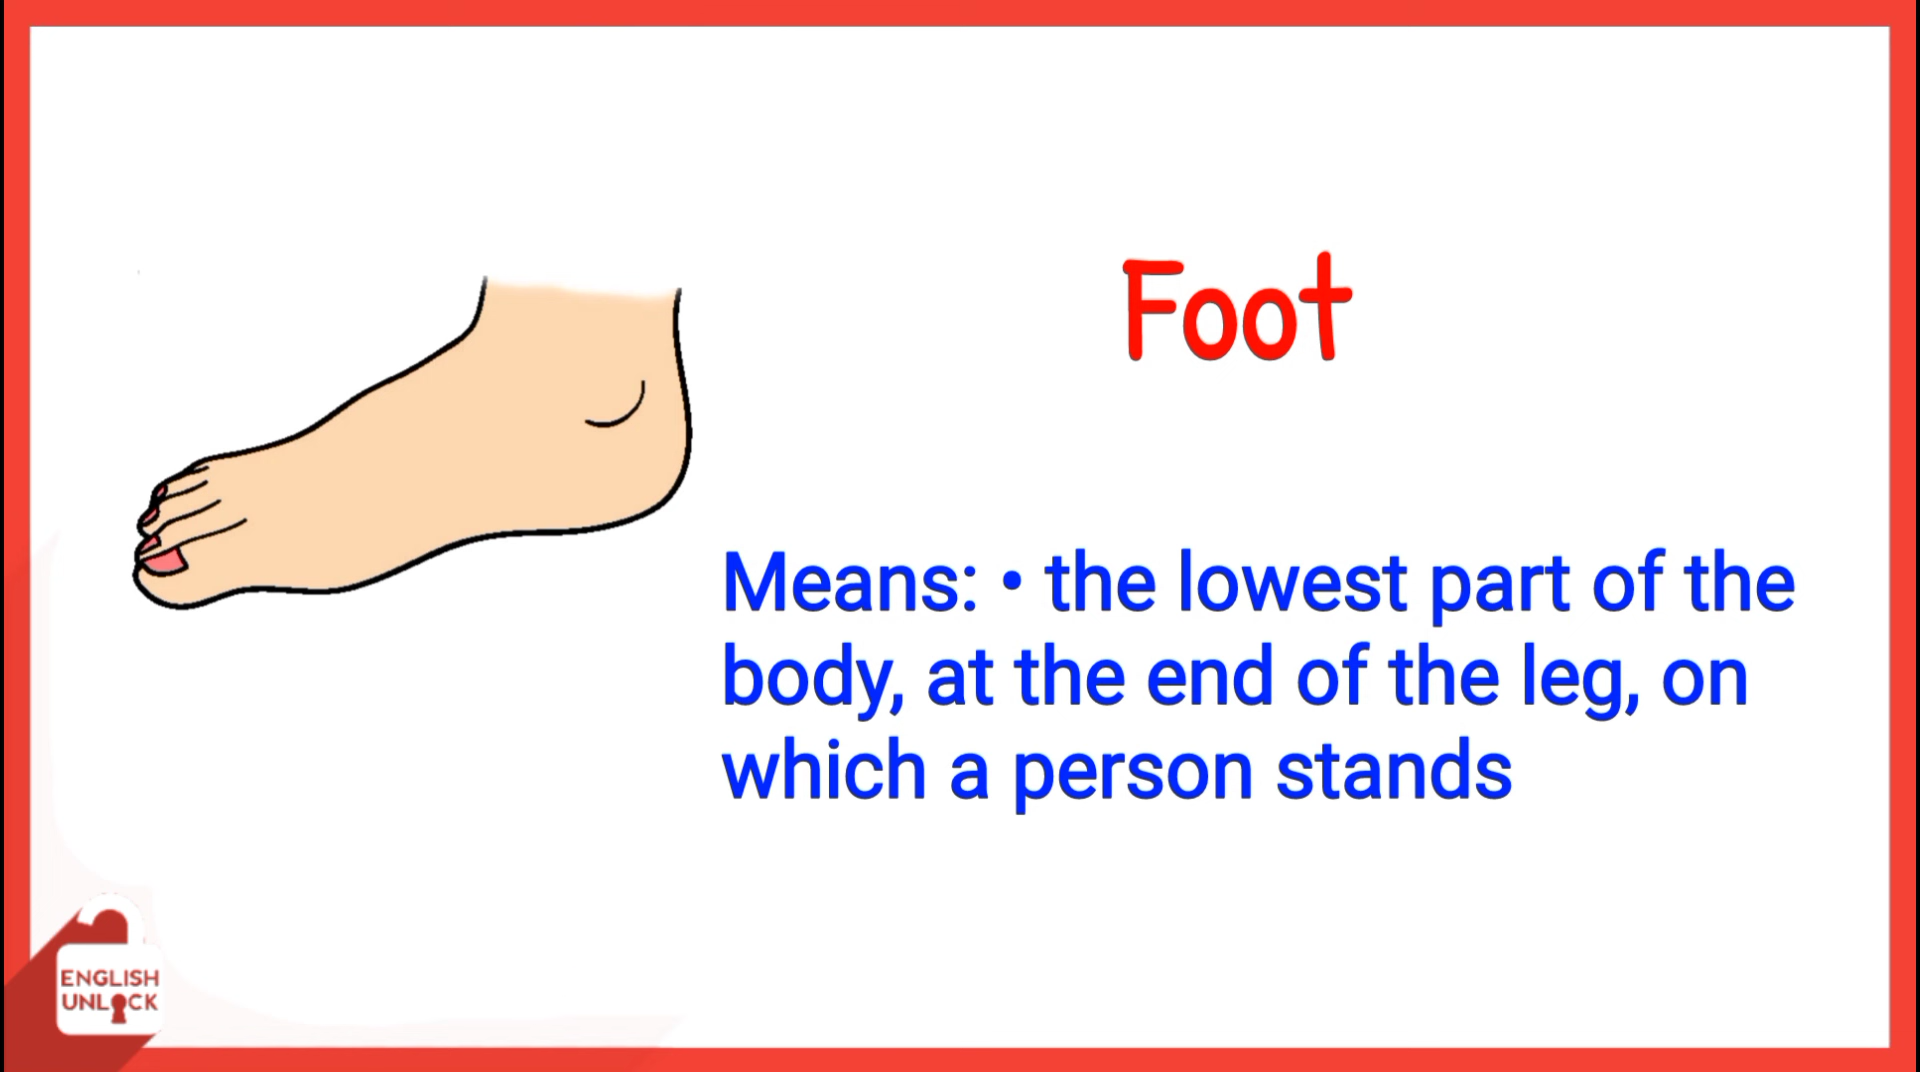 Foot
Means: • the lowest part of the
body, at the end of the leg, on
which a person stands
ENGLISH
UNLOCK